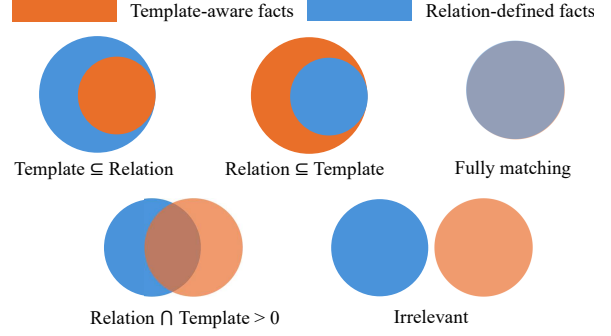 Template-aware facts
Relation-defined facts
Template ⊆ Relation
Relation ⊆ Template
Fully matching
Relation ⋂ Template > 0
Irrelevant